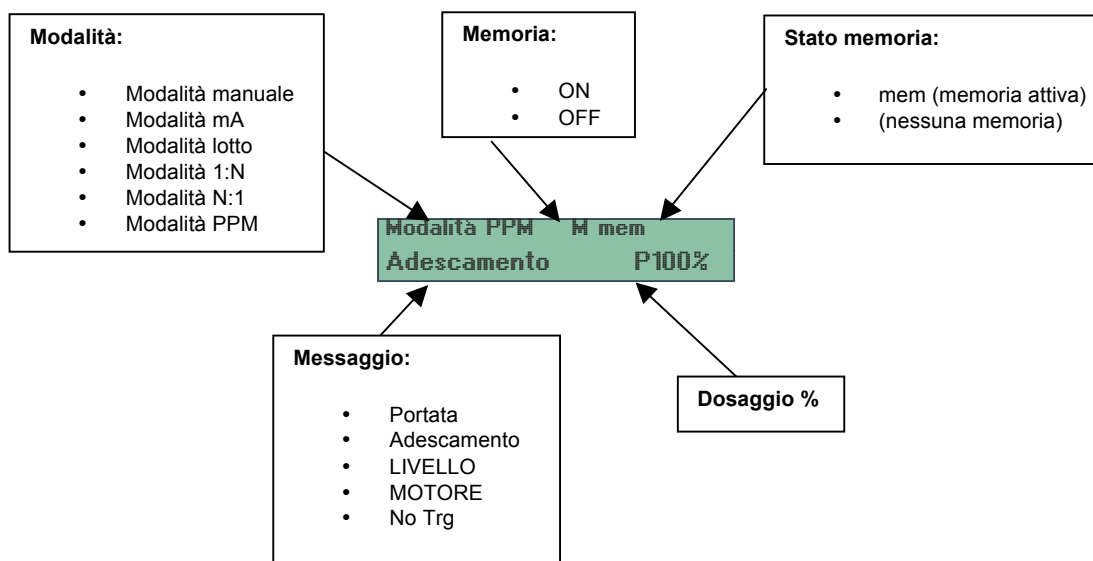 Modalità:
• Modalità manuale
• Modalità mA
• Modalità lotto
• Modalità 1:N
• Modalità N:1
• Modalità PPM
Memoria:
• ON
• OFF
Stato memoria:
• mem (memoria attiva)
• (nessuna memoria)
Modalità PPM M mem
Adescamento P100%
Messaggio:
• Portata
• Adescamento
• LIVELLO
• MOTORE
• No Trg
Dosaggio %